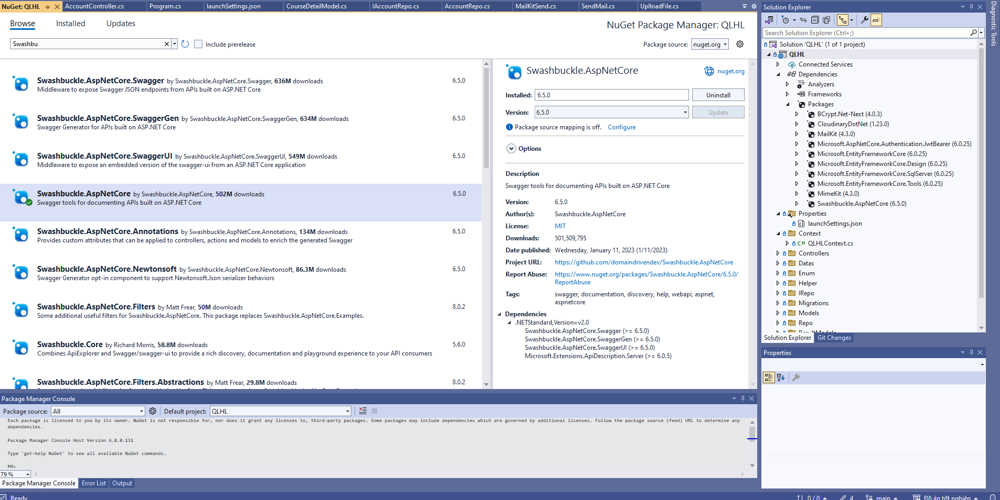 NuGet: QLHL
AccountController.cs
Program.cs
launchSettings.json
CourseDetailModel.cs
IAccountRepo.cs
AccountRepo.cs
MailKitSend.cs
SendMail.cs
UplloadFile.cs
Browse
Installed
Updates
NuGet Package Manager: QLHL
Swashbu
Include prerelease
Package source: nuget.org
Swashbuckle.AspNetCore.Swagger by Swashbuckle.AspNetCore.Swagger, 636M downloads 6.5.0
Middleware to expose Swagger JSON endpoints from APIs built on ASP.NET Core
Swashbuckle.AspNetCore.SwaggerGen by Swashbuckle.AspNetCore.SwaggerGen, 634M downloads 6.5.0
Swagger Generator for APIs built on ASP.NET Core
Swashbuckle.AspNetCore.SwaggerUI by Swashbuckle.AspNetCore.SwaggerUI, 549M downloads 6.5.0
Middleware to expose an embedded version of the swagger-ui from an ASP.NET Core application
Swashbuckle.AspNetCore by Swashbuckle.AspNetCore, 502M downloads 6.5.0
Swagger tools for documenting APIs built on ASP.NET Core
Swashbuckle.AspNetCore.Annotations by Swashbuckle.AspNetCore.Annotations, 134M downloads 6.5.0
Provides custom attributes that can be applied to controllers, actions and models to enrich the generated Swagger
Swashbuckle.AspNetCore.Newtonsoft by Swashbuckle.AspNetCore.Newtonsoft, 86.3M downloads 6.5.0
Swagger Generator opt-in component to support Newtonsoft.Json serializer behaviors
Swashbuckle.AspNetCore.Filters by Matt Frear, 50M downloads 8.0.2
Some additional useful filters for Swashbuckle.AspNetCore. This package replaces Swashbuckle.AspNetCore.Examples.
Swashbuckle.Core by Richard Morris, 58.8M downloads 5.6.0
Combines ApiExplorer and Swagger/swagger-ui to provide a rich discovery, documentation and playground experience to your API consumers
Swashbuckle.AspNetCore.Filters.Abstractions by Matt Frear, 29.8M downloads 8.0.2
Swashbuckle.AspNetCore
nuget.org
Installed: 6.5.0 Uninstall
Version: 6.5.0 Update
Package source mapping is off. Configure
Options
Description
Swagger tools for documenting APIs built on ASP.NET Core
Version: 6.5.0
Author(s): Swashbuckle.AspNetCore
License: MIT
Downloads: 501,509,795
Date published: Wednesday, January 11, 2023 (1/11/2023)
Project URL: https://github.com/domaindrivendev/Swashbuckle.AspNetCore
Report Abuse: https://www.nuget.org/packages/Swashbuckle.AspNetCore/6.5.0/
ReportAbuse
Tags: swagger, documentation, discovery, help, webapi, aspnet,
aspnetcore
Dependencies
.NETStandard,Version=v2.0
Swashbuckle.AspNetCore.Swagger (>= 6.5.0)
Swashbuckle.AspNetCore.SwaggerGen (>= 6.5.0)
Swashbuckle.AspNetCore.SwaggerUI (>= 6.5.0)
Microsoft.Extensions.ApiDescription.Server (>= 6.0.5)
Package Manager Console
Package source: All Default project: QLHL
Each package is licensed to you by its owner. NuGet is not responsible for, nor does it grant any licenses to, third-party packages. Some packages may include dependencies which are governed by additional licenses. Follow the package source (feed) URL to determine any
dependencies.
Package Manager Console Host Version 6.8.0.131
Type 'get-help NuGet' to see all available NuGet commands.
PM>
79 %
Package Manager Console
Error List
Output
Ready
Solution Explorer
Search Solution Explorer (Ctrl+;)
Solution 'QLHL' (1 of 1 project)
QLHL
Connected Services
Dependencies
Analyzers
Frameworks
Packages
BCrypt.Net-Next (4.0.3)
CloudinaryDotNet (1.23.0)
MailKit (4.3.0)
Microsoft.AspNetCore.Authentication.JwtBearer (6.0.25)
Microsoft.EntityFrameworkCore (6.0.25)
Microsoft.EntityFrameworkCore.Design (6.0.25)
Microsoft.EntityFrameworkCore.SqlServer (6.0.25)
Microsoft.EntityFrameworkCore.Tools (6.0.25)
MimeKit (4.3.0)
Swashbuckle.AspNetCore (6.5.0)
Properties
launchSettings.json
Context
C# QLHLContext.cs
Controllers
Datas
Enum
Helper
IRepo
Migrations
Models
Repo
ResultModels
Solution Explorer
Git Changes
Properties
0 / 0
4
main
Đồ án tốt nghiệp
Diagnostic Tools